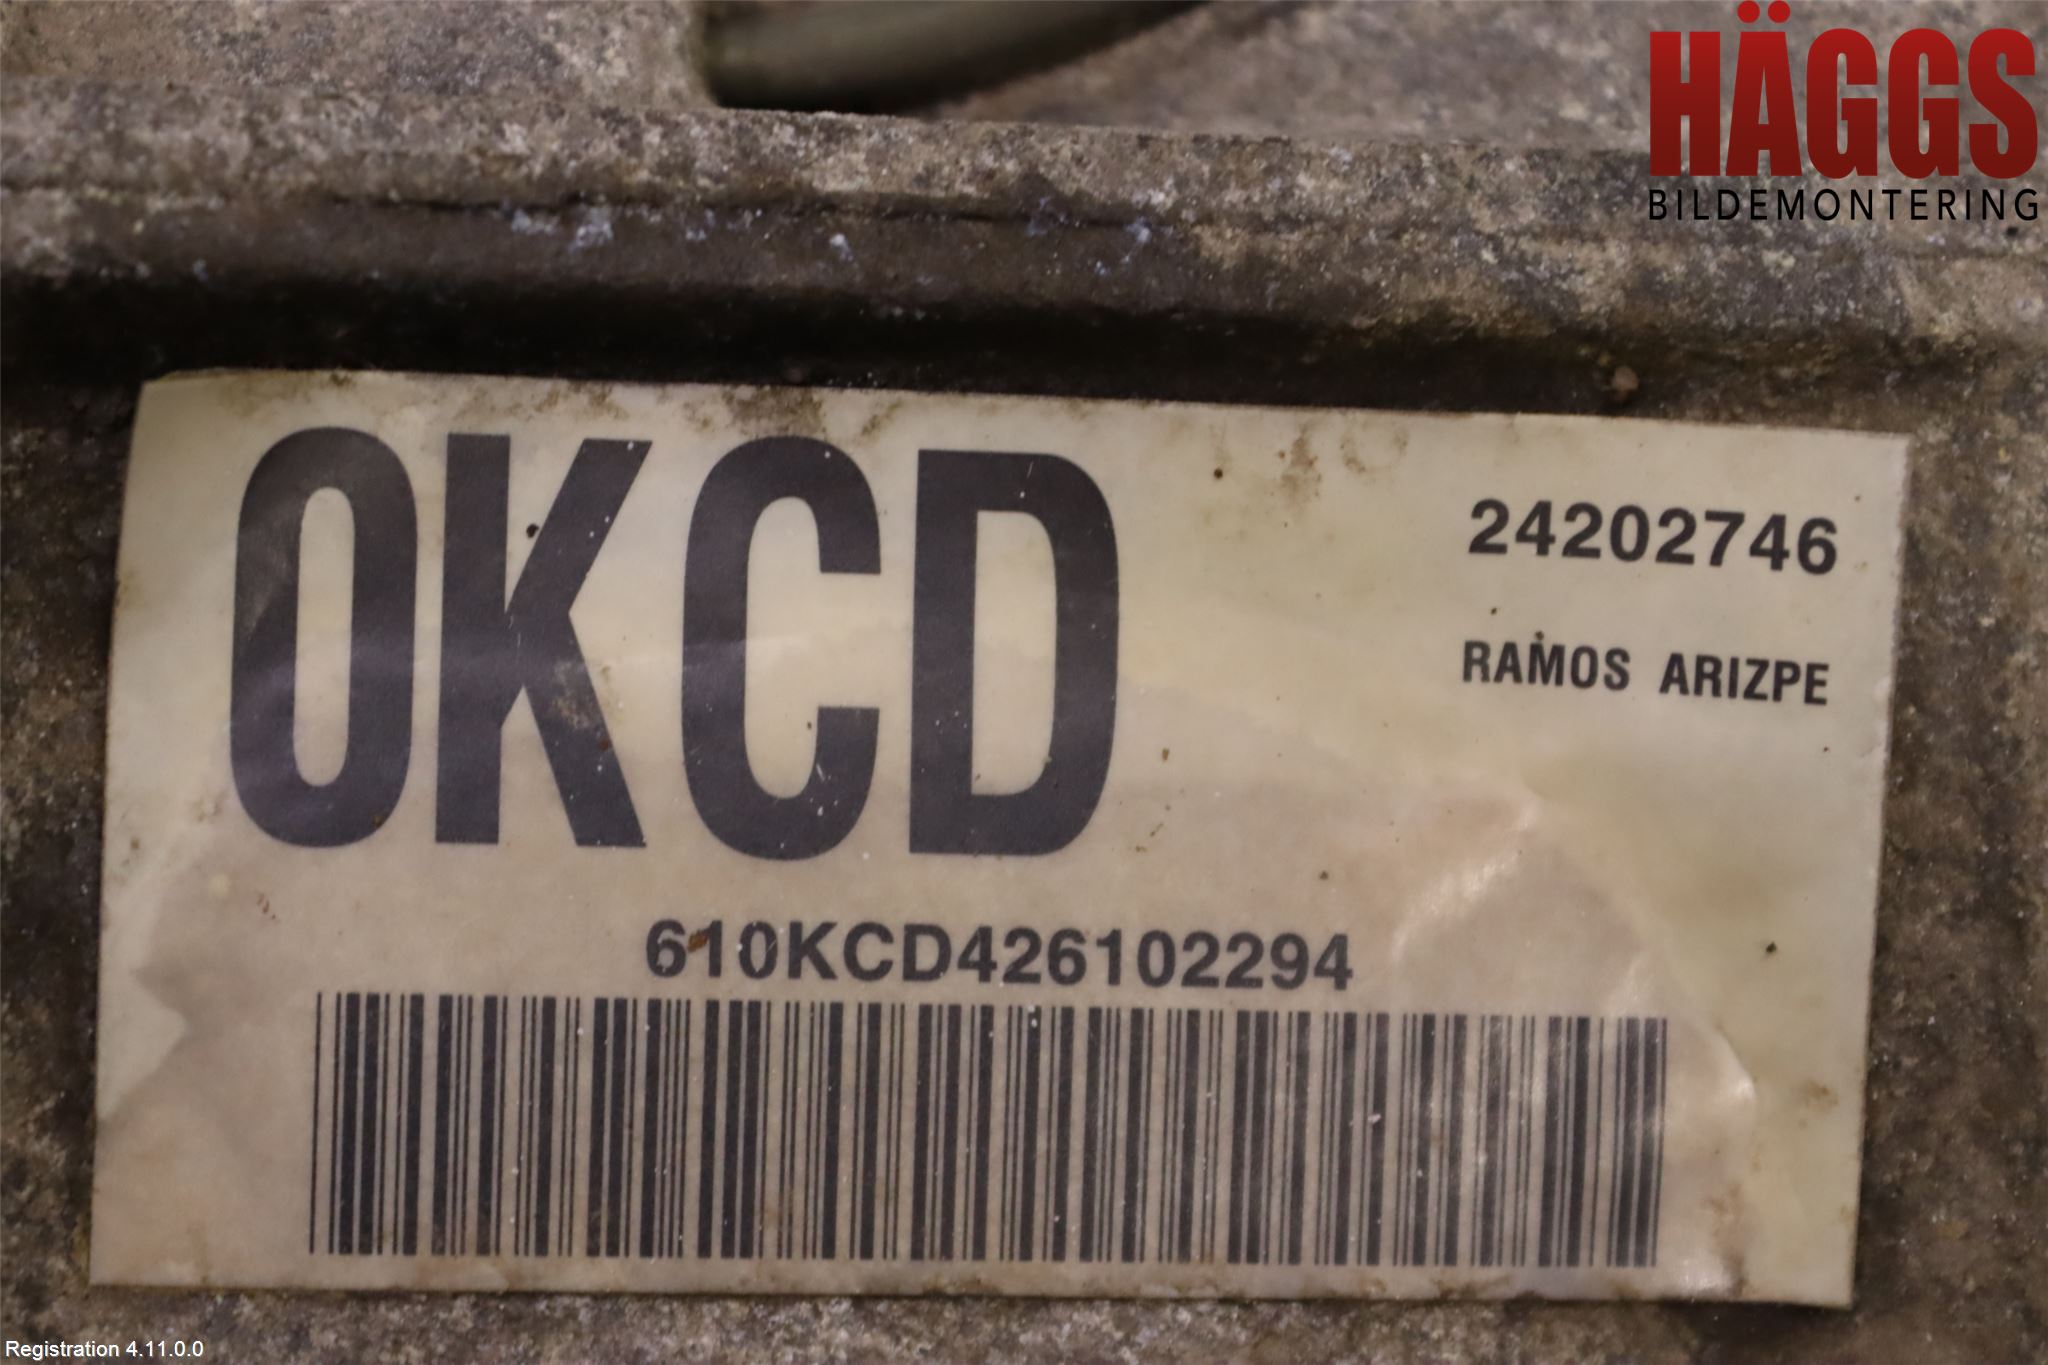 HÄGGS
BILDEMONTERING
0KCD
24202746
RAMOS ARIZPE
610KCD426102294
Registration 4.11.0.0